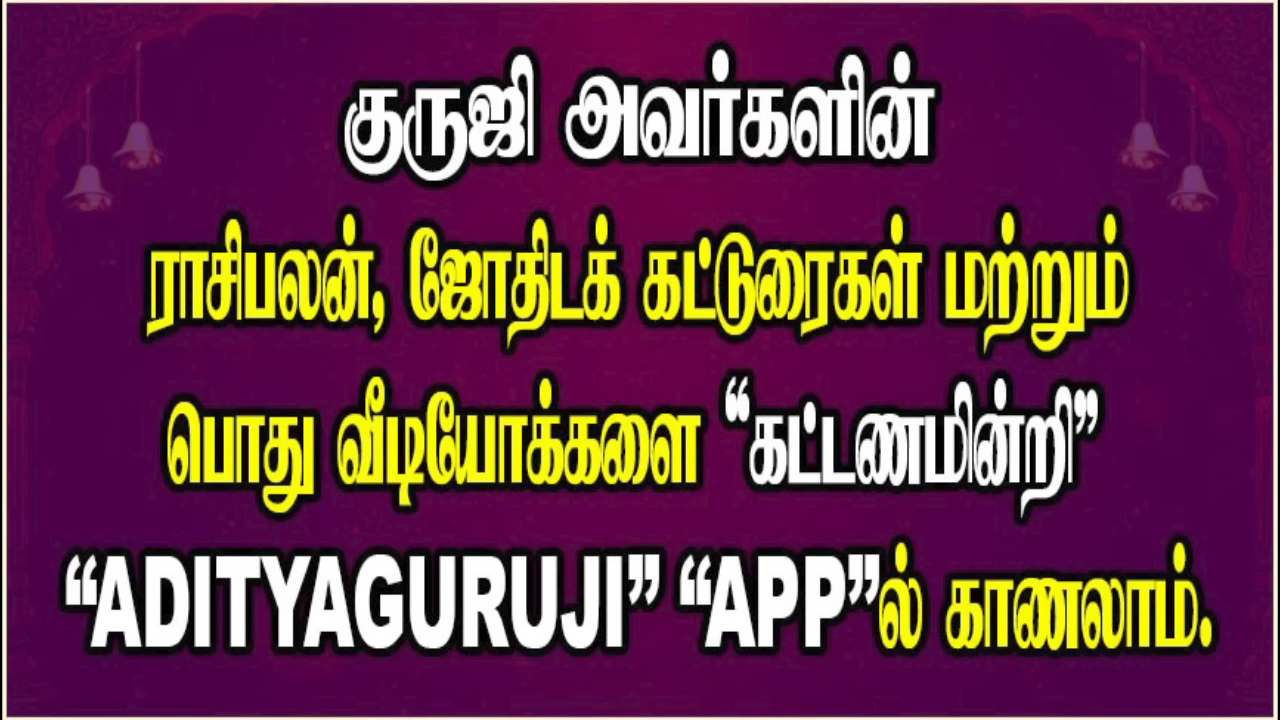 குருஜி அவர்களின்
ராசிபலன், ஜோதிடக் கட்டுரைகள் மற்றும்
பொது வீடியோக்களை “கட்டணமின்றி”
“ADITYAGURUJI” “APP”ல் காணலாம்.